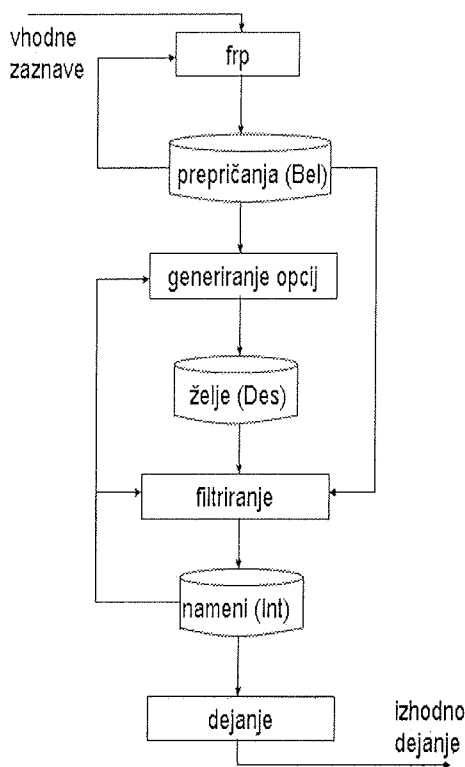 vhodne
zaznave
frp
prepričanja (Bel)
generiranje opcij
želje (Des)
filtriranje
nameni (Int)
dejanje
izhodno
dejanje